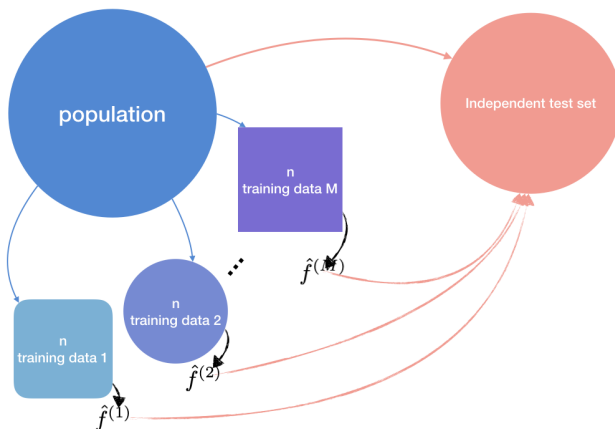 population
Independent test set
n
training data M
f̂^(M)
n
training data 2
f̂^(2)
n
training data 1
f̂^(1)